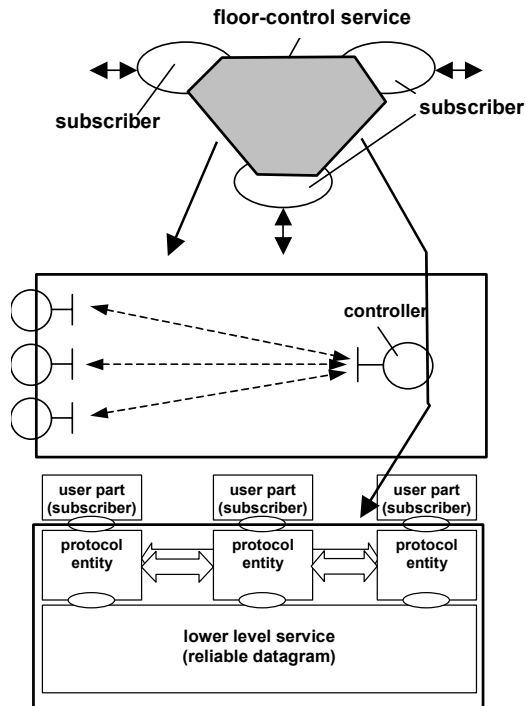 floor-control service
subscriber
subscriber
controller
user part
(subscriber)
user part
(subscriber)
user part
(subscriber)
protocol
entity
protocol
entity
protocol
entity
lower level service
(reliable datagram)